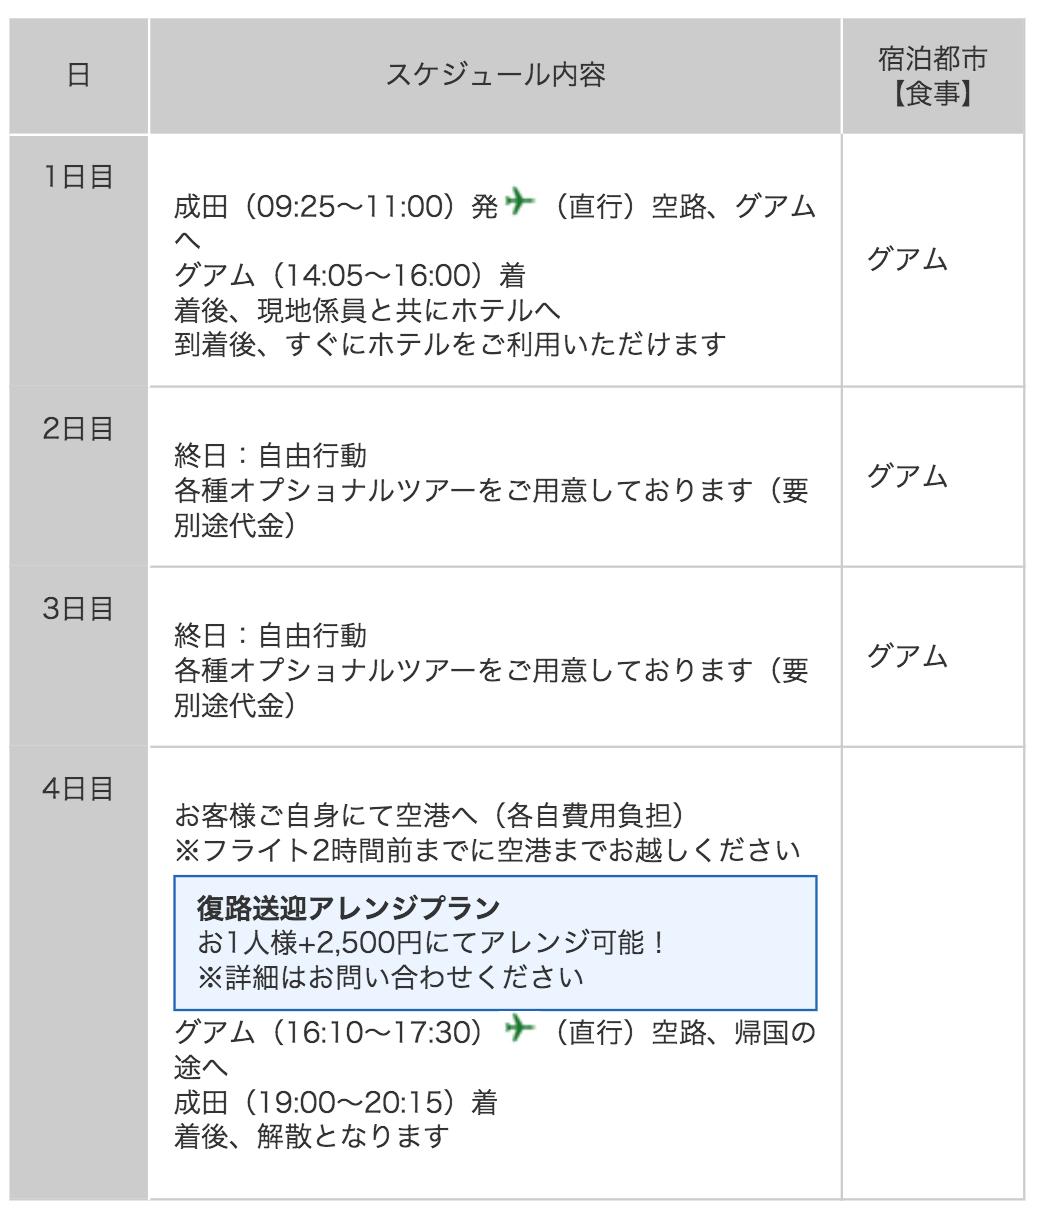 日
スケジュール内容
宿泊都市
【食事】
1日目
成田（09:25〜11:00）発（直行）空路、グアム
へ
グアム（14:05〜16:00）着
着後、現地係員と共にホテルへ
到着後、すぐにホテルをご利用いただけます
グアム
2日目
終日：自由行動
各種オプショナルツアーをご用意しております（要
別途代金）
グアム
3日目
終日：自由行動
各種オプショナルツアーをご用意しております（要
別途代金）
グアム
4日目
お客様ご自身にて空港へ（各自費用負担）
※フライト2時間前までに空港までお越しください
復路送迎アレンジプラン
お1人様+2,500円にてアレンジ可能！
※詳細はお問い合わせください
グアム（16:10〜17:30）（直行）空路、帰国の
途へ
成田（19:00〜20:15）着
着後、解散となります